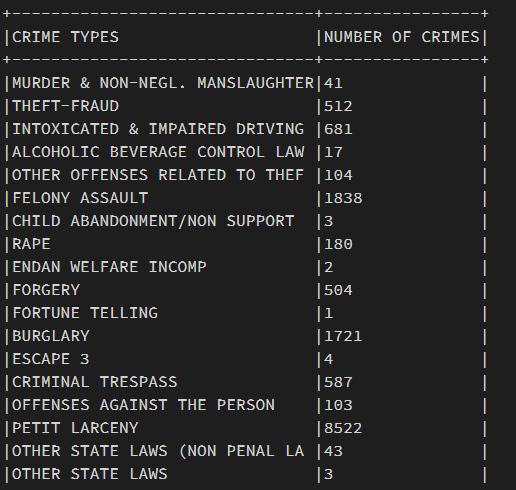 +-------------------------------+----------------+
|CRIME TYPES                    |NUMBER OF CRIMES|
+-------------------------------+----------------+
|MURDER & NON-NEGL. MANSLAUGHTER|41              |
|THEFT-FRAUD                    |512             |
|INTOXICATED & IMPAIRED DRIVING |681             |
|ALCOHOLIC BEVERAGE CONTROL LAW |17              |
|OTHER OFFENSES RELATED TO THEF |104             |
|FELONY ASSAULT                 |1838            |
|CHILD ABANDONMENT/NON SUPPORT  |3               |
|RAPE                           |180             |
|ENDAN WELFARE INCOMP           |2               |
|FORGERY                        |504             |
|FORTUNE TELLING                |1               |
|BURGLARY                       |1721            |
|ESCAPE 3                       |4               |
|CRIMINAL TRESPASS              |587             |
|OFFENSES AGAINST THE PERSON    |103             |
|PETIT LARCENY                  |8522            |
|OTHER STATE LAWS (NON PENAL LA |43              |
|OTHER STATE LAWS               |3               |